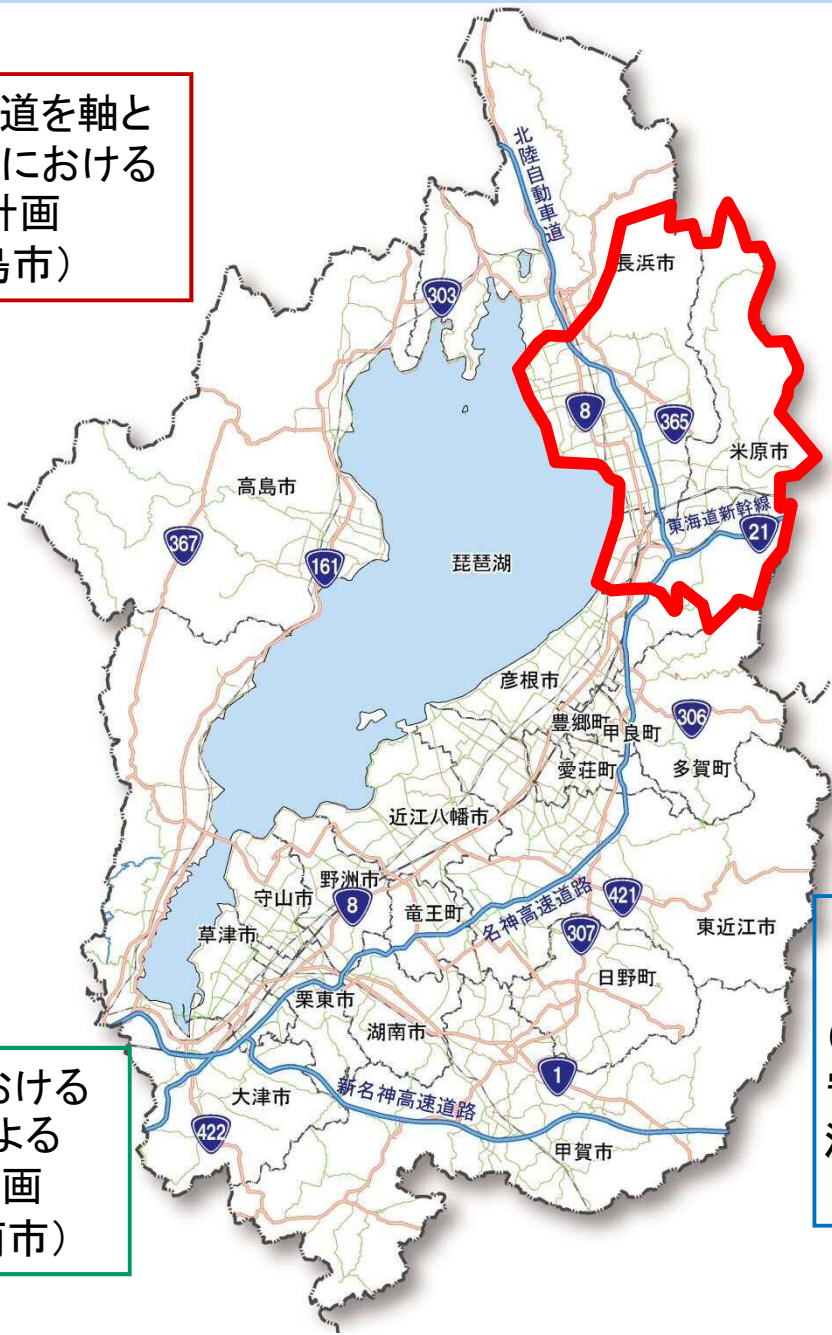 道を軸と
における
計画
島市）
北陸自動車道
長浜市
303
8
365
米原市
高島市
東海道新幹線
21
367
161
琵琶湖
彦根市
豊郷町
甲良町
306
愛荘町
多賀町
近江八幡市
野洲市
守山市
8
竜王町
名神高速道路
421
草津市
307
東近江市
日野町
栗東市
湖南市
1
おける
よる
画
南市）
大津市
新名神高速道路
422
甲賀市